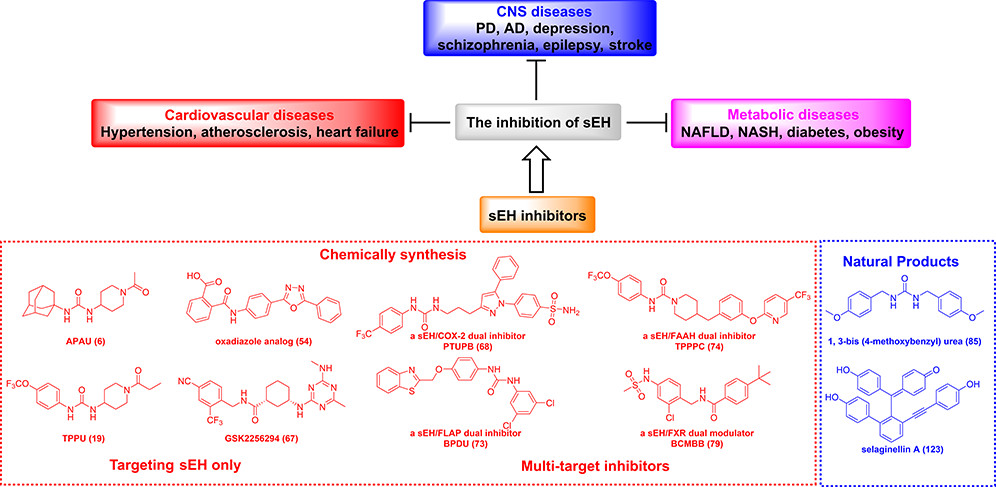 CNS diseases
PD, AD, depression,
schizophrenia, epilepsy, stroke
Cardiovascular diseases
Hypertension, atherosclerosis, heart failure
The inhibition of sEH
Metabolic diseases
NAFLD, NASH, diabetes, obesity
sEH inhibitors
Chemically synthesis
APAU (6)
oxadiazole analog (54)
a sEH/COX-2 dual inhibitor
PTUPB (68)
a sEH/FAAH dual inhibitor
TPPPC (74)
TPPU (19)
GSK2256294 (67)
a sEH/FLAP dual inhibitor
BPDU (73)
a sEH/FXR dual modulator
BCMBB (79)
Targeting sEH only
Multi-target inhibitors
Natural Products
1, 3-bis (4-methoxybenzyl) urea (85)
selaginellin A (123)